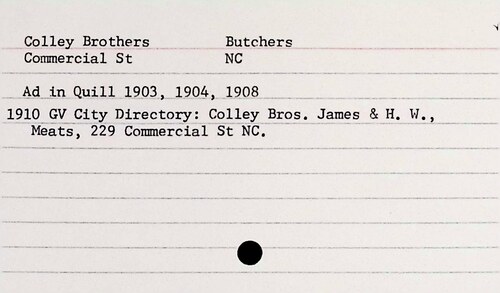 Colley Brothers Butchers
Commercial St NC
Ad in Quill 1903, 1904, 1908
1910 GV City Directory: Colley Bros. James & H. W.,
Meats, 229 Commercial St NC.